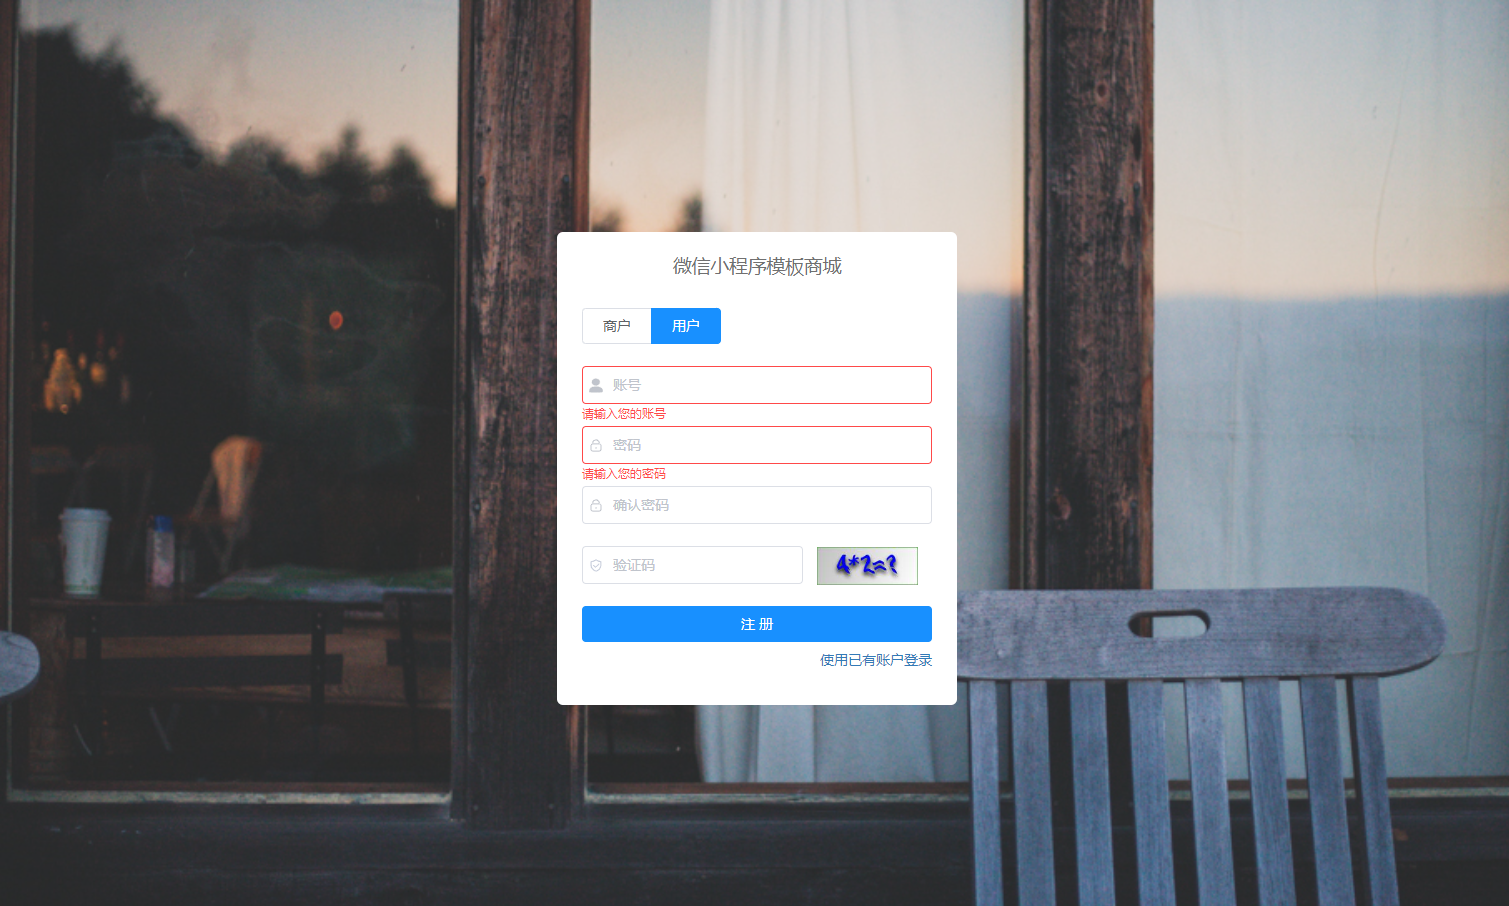 微信小程序模板商城
商户 用户
账号
请输入您的账号
密码
请输入您的密码
确认密码
验证码 9*2=?
注 册
使用已有账户登录